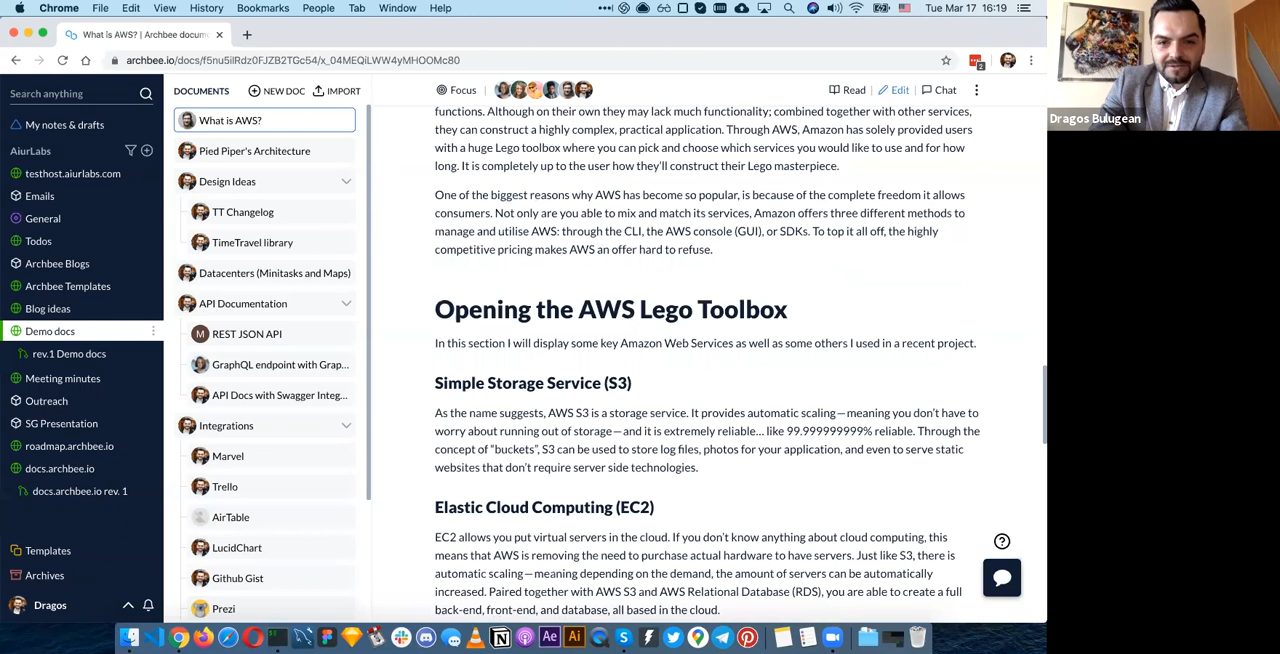 Chrome File Edit View History Bookmarks People Tab Window Help
Tue Mar 17 16:19
What is AWS? | Archbee docum
archbee.io/docs/f5nu5ilRdz0FJZB2TGc54/x_04MEQiLWW4yMHOOMc80
2
Dragos Bulugean
Search anything
My notes & drafts
AiurLabs
testhost.aiurlabs.com
Emails
General
Todos
Archbee Blogs
Archbee Templates
Blog ideas
Demo docs
rev.1 Demo docs
Meeting minutes
Outreach
SG Presentation
roadmap.archbee.io
docs.archbee.io
docs.archbee.io rev. 1
Templates
Archives
Dragos
DOCUMENTS NEW DOC IMPORT
What is AWS?
Pied Piper's Architecture
Design Ideas
TT Changelog
TimeTravel library
Datacenters (Minitasks and Maps)
API Documentation
M REST JSON API
GraphQL endpoint with Grap...
API Docs with Swagger Integ...
Integrations
Marvel
Trello
AirTable
LucidChart
Github Gist
Prezi
Focus Read Edit Chat
functions. Although on their own they may lack much functionality; combined together with other services,
they can construct a highly complex, practical application. Through AWS, Amazon has solely provided users
with a huge Lego toolbox where you can pick and choose which services you would like to use and for how
long. It is completely up to the user how they'll construct their Lego masterpiece.
One of the biggest reasons why AWS has become so popular, is because of the complete freedom it allows
consumers. Not only are you able to mix and match its services, Amazon offers three different methods to
manage and utilise AWS: through the CLI, the AWS console (GUI), or SDKs. To top it all off, the highly
competitive pricing makes AWS an offer hard to refuse.
Opening the AWS Lego Toolbox
In this section I will display some key Amazon Web Services as well as some others I used in a recent project.
Simple Storage Service (S3)
As the name suggests, AWS S3 is a storage service. It provides automatic scaling—meaning you don't have to
worry about running out of storage—and it is extremely reliable... like 99.999999999% reliable. Through the
concept of “buckets”, S3 can be used to store log files, photos for your application, and even to serve static
websites that don't require server side technologies.
Elastic Cloud Computing (EC2)
EC2 allows you put virtual servers in the cloud. If you don't know anything about cloud computing, this
means that AWS is removing the need to purchase actual hardware to have servers. Just like S3, there is
automatic scaling—meaning depending on the demand, the amount of servers can be automatically
increased. Paired together with AWS S3 and AWS Relational Database (RDS), you are able to create a full
back-end, front-end, and database, all based in the cloud.
Ae Ai